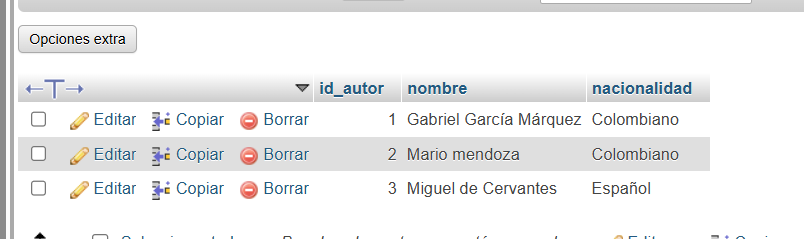 Opciones extra
id_autor nombre nacionalidad
Editar Copiar Borrar 1 Gabriel García Márquez Colombiano
Editar Copiar Borrar 2 Mario mendoza Colombiano
Editar Copiar Borrar 3 Miguel de Cervantes Español